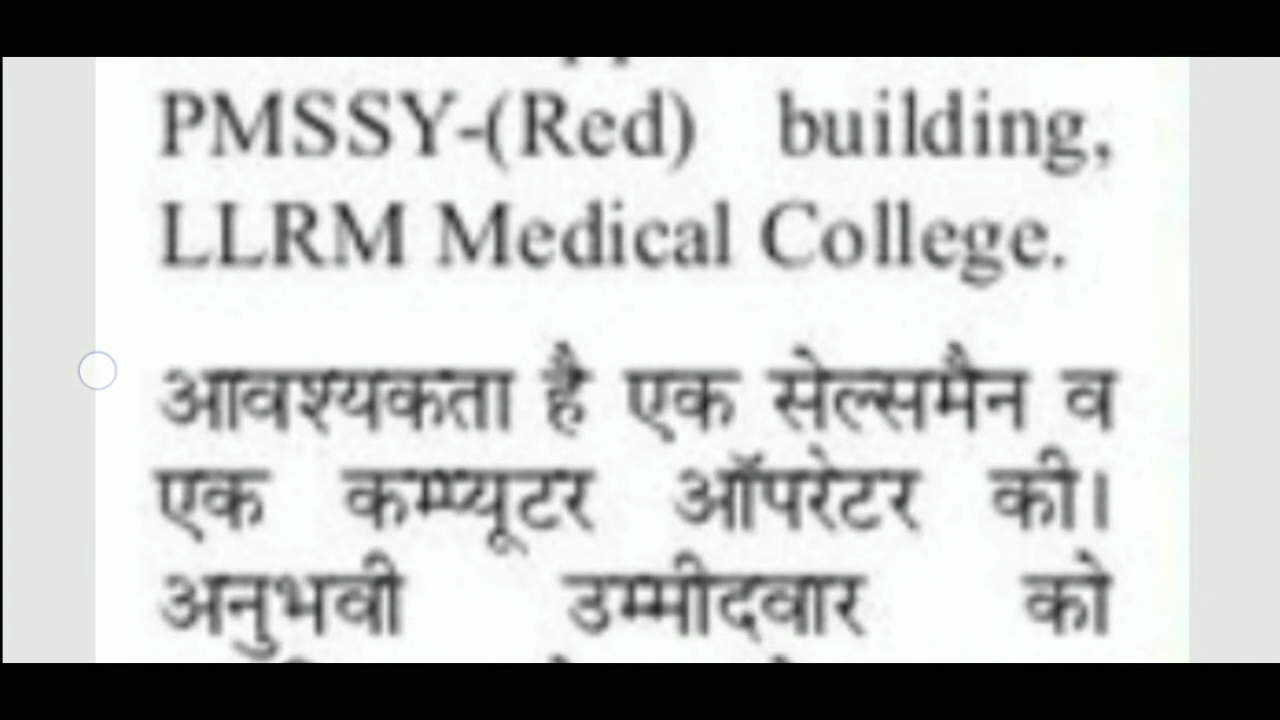 PMSSY-(Red) building,
LLRM Medical College.
आवश्यकता है एक सेल्समैन व
एक कम्प्यूटर ऑपरेटर की।
अनुभवी उम्मीदवार को